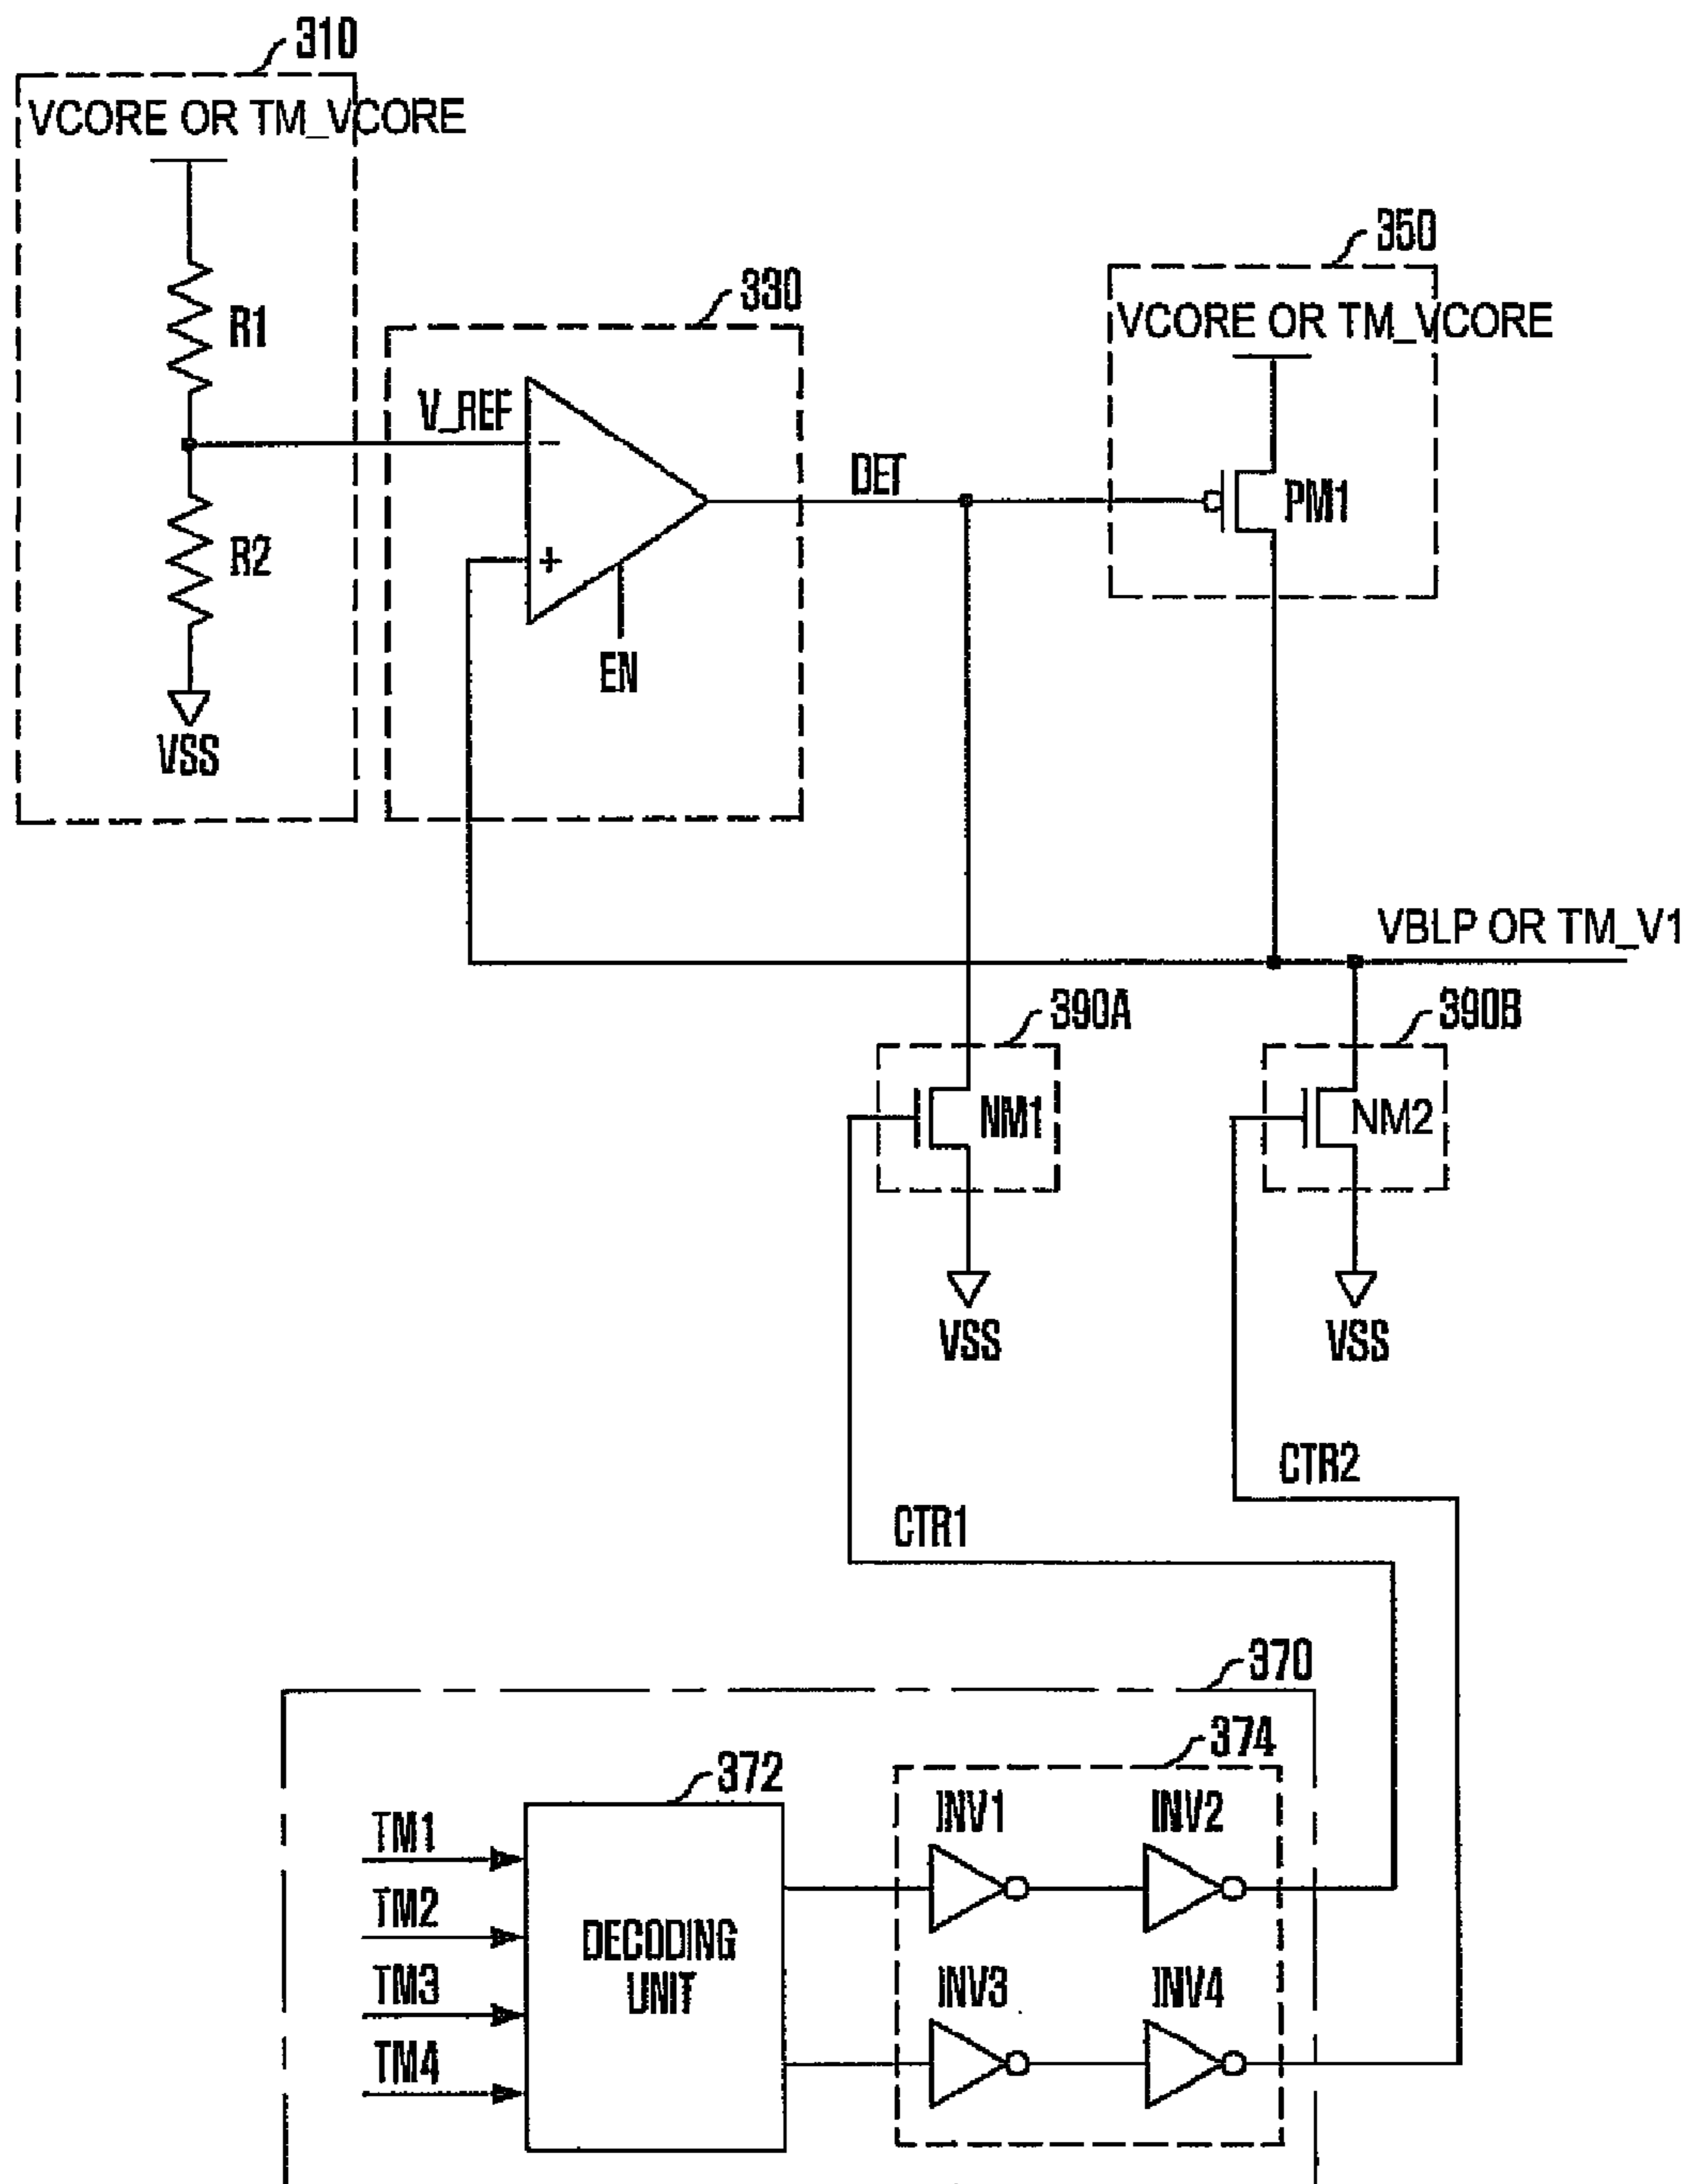 310
VCORE OR TM_VCORE
350
330
VCORE OR TM_VCORE
R1
V_REF
DET
−
PM1
R2
+
EN
VSS
VBLP OR TM_V1
390A
390B
NM1
NM2
VSS
VSS
CTR2
CTR1
370
374
372
INV1
INV2
TM1
TM2
DECODING
UNIT
TM3
INV3
INV4
TM4